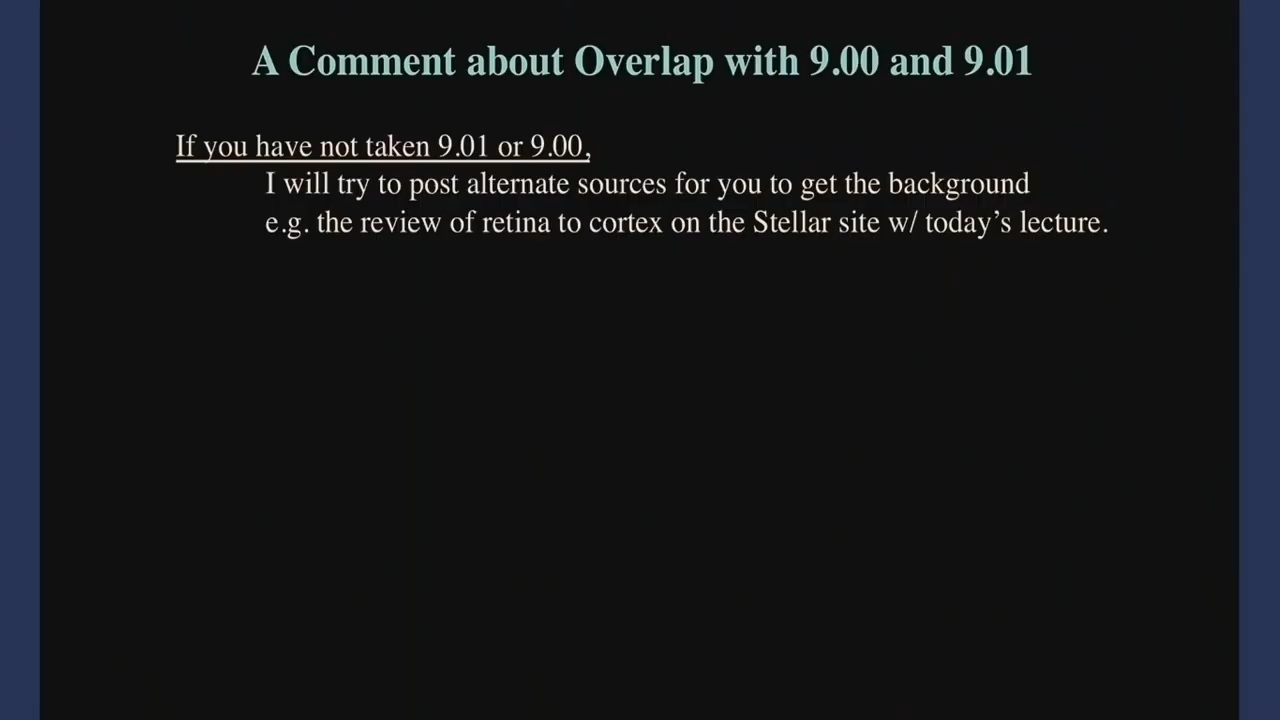 A Comment about Overlap with 9.00 and 9.01
If you have not taken 9.01 or 9.00,
I will try to post alternate sources for you to get the background
e.g. the review of retina to cortex on the Stellar site w/ today’s lecture.